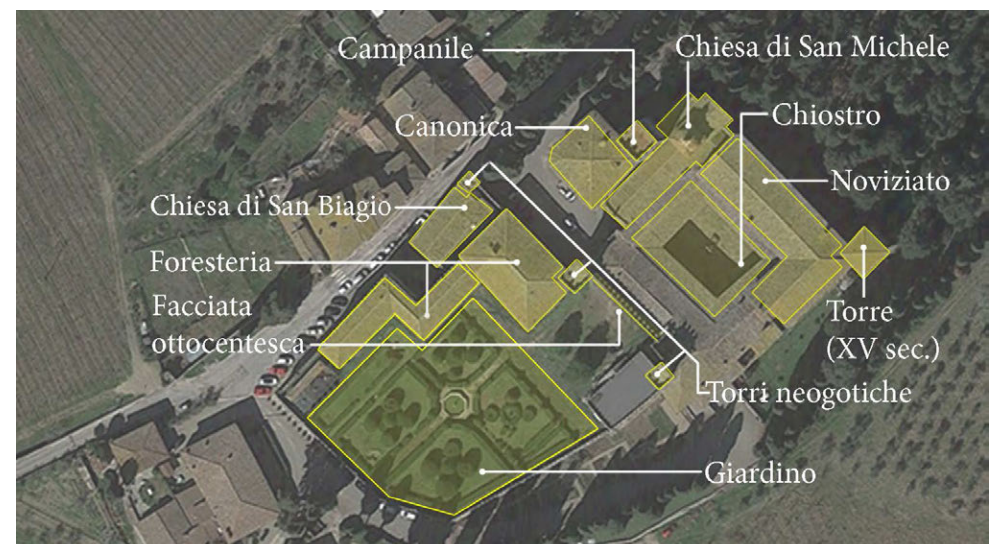 Campanile
Chiesa di San Michele
Canonica
Chiostro
Noviziato
Chiesa di San Biagio
Foresteria
Facciata
ottocentesca
Torre
(XV sec.)
Torri neogotiche
Giardino